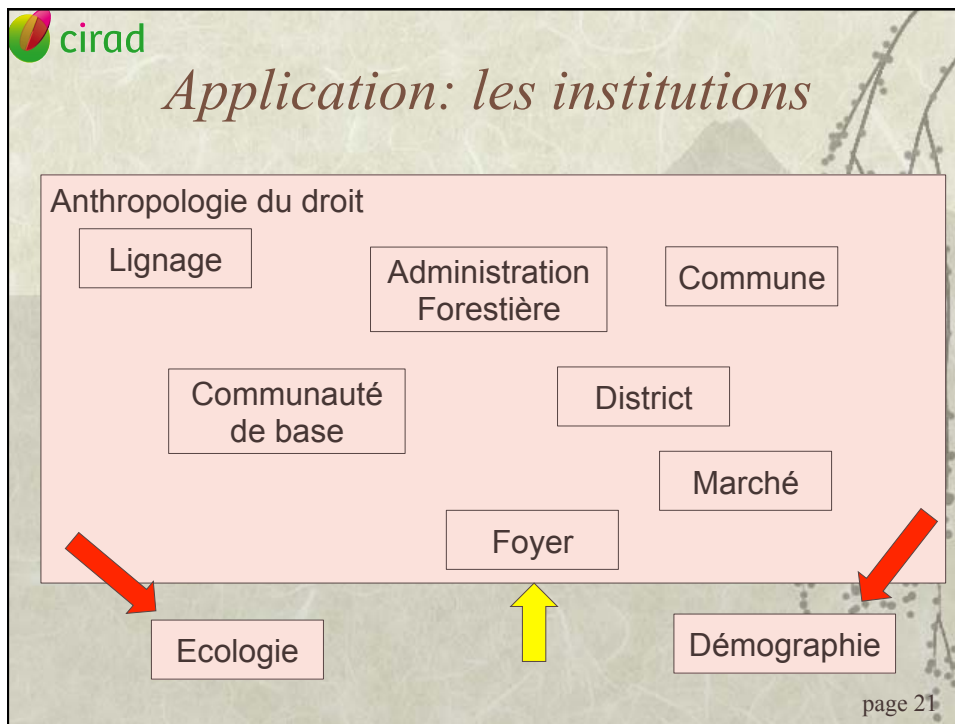 cirad
Application: les institutions
Anthropologie du droit
Lignage
Administration
Forestière
Commune
Communauté
de base
District
Marché
Foyer
Ecologie
Démographie
page 21